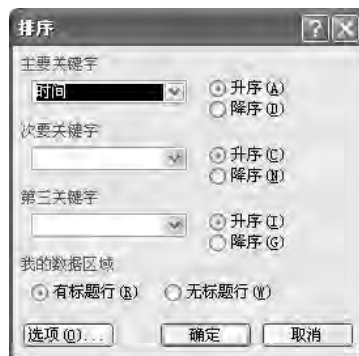 排序
主要关键字
时间
升序(A)
降序(D)
次要关键字
升序(C)
降序(N)
第三关键字
升序(I)
降序(G)
我的数据区域
有标题行(R) 无标题行(W)
选项(O)... 确定 取消